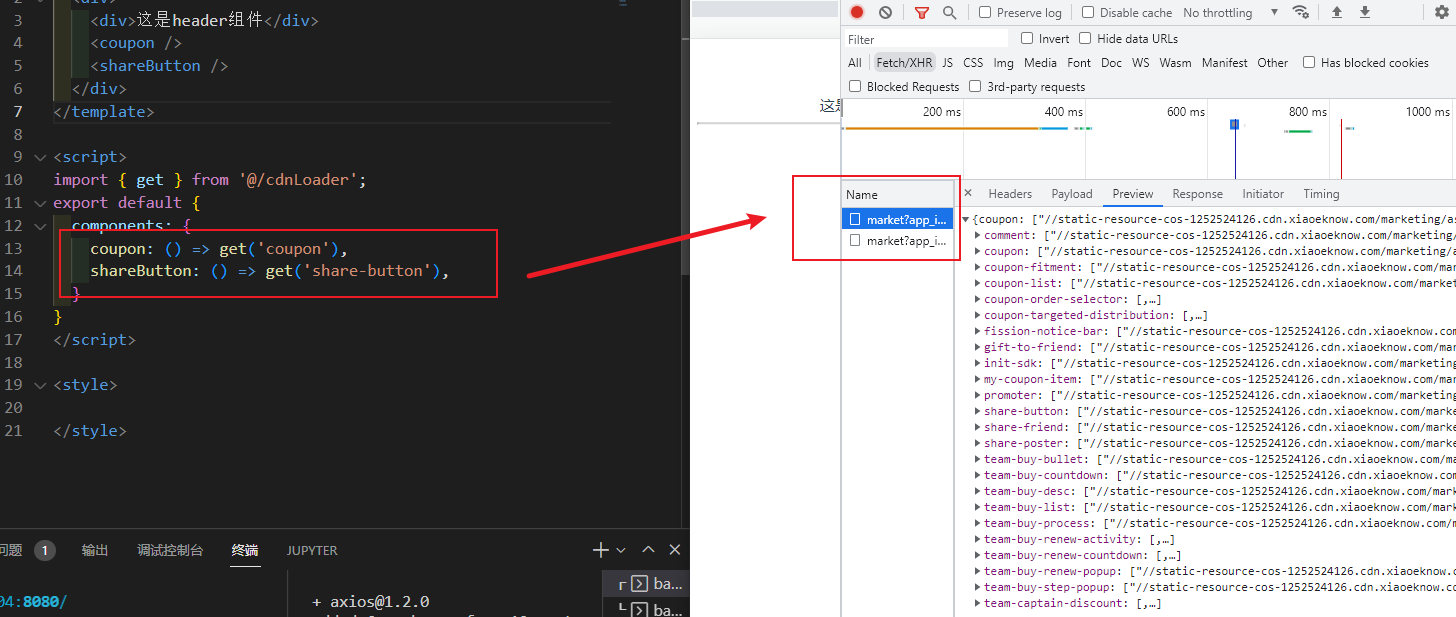 2 <div>
3 <div>这是header组件</div>
4 <coupon />
5 <shareButton />
6 </div>
7 </template>
8
9 <script>
10 import { get } from '@/cdnLoader';
11 export default {
12 components: {
13 coupon: () => get('coupon'),
14 shareButton: () => get('share-button'),
15 }
16 }
17 </script>
18
19 <style>
20
21 </style>
问题 1 输出 调试控制台 终端 JUPYTER
04:8080/
+ axios@1.2.0
ba...
ba...
这是
Preserve log Disable cache No throttling
Filter Invert Hide data URLs
All Fetch/XHR JS CSS Img Media Font Doc WS Wasm Manifest Other Has blocked cookies
Blocked Requests 3rd-party requests
200 ms 400 ms 600 ms 800 ms 1000 ms
Name
market?app_i...
market?app_i...
× Headers Payload Preview Response Initiator Timing
{coupon: ["//static-resource-cos-1252524126.cdn.xiaoeknow.com/marketing/as
comment: ["//static-resource-cos-1252524126.cdn.xiaoeknow.com/marketing/
coupon: ["//static-resource-cos-1252524126.cdn.xiaoeknow.com/marketing/a
coupon-fitment: ["//static-resource-cos-1252524126.cdn.xiaoeknow.com/mar
coupon-list: ["//static-resource-cos-1252524126.cdn.xiaoeknow.com/market
coupon-order-selector: [,…]
coupon-targeted-distribution: [,…]
fission-notice-bar: ["//static-resource-cos-1252524126.cdn.xiaoeknow.com
gift-to-friend: ["//static-resource-cos-1252524126.cdn.xiaoeknow.com/mar
init-sdk: ["//static-resource-cos-1252524126.cdn.xiaoeknow.com/marketing
my-coupon-item: ["//static-resource-cos-1252524126.cdn.xiaoeknow.com/mar
promoter: ["//static-resource-cos-1252524126.cdn.xiaoeknow.com/marketing
share-button: ["//static-resource-cos-1252524126.cdn.xiaoeknow.com/marke
share-friend: ["//static-resource-cos-1252524126.cdn.xiaoeknow.com/marke
share-poster: ["//static-resource-cos-1252524126.cdn.xiaoeknow.com/marke
team-buy-bullet: ["//static-resource-cos-1252524126.cdn.xiaoeknow.com/ma
team-buy-countdown: ["//static-resource-cos-1252524126.cdn.xiaoeknow.com
team-buy-desc: ["//static-resource-cos-1252524126.cdn.xiaoeknow.com/mark
team-buy-list: ["//static-resource-cos-1252524126.cdn.xiaoeknow.com/mark
team-buy-process: ["//static-resource-cos-1252524126.cdn.xiaoeknow.com/m
team-buy-renew-activity: [,…]
team-buy-renew-countdown: [,…]
team-buy-renew-popup: ["//static-resource-cos-1252524126.cdn.xiaoeknow.c
team-buy-step-popup: ["//static-resource-cos-1252524126.cdn.xiaoeknow.co
team-captain-discount: [,…]